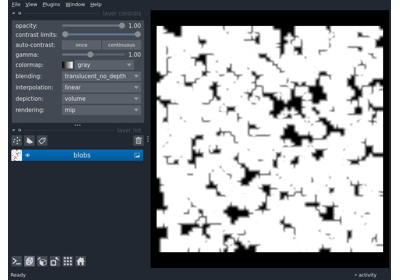 File View Plugins Window Help
layer controls
opacity: 1.00
contrast limits:
auto-contrast: once continuous
gamma: 1.00
colormap: gray
blending: translucent_no_depth
interpolation: linear
depiction: volume
rendering: mip
layer list
blobs
Ready activity